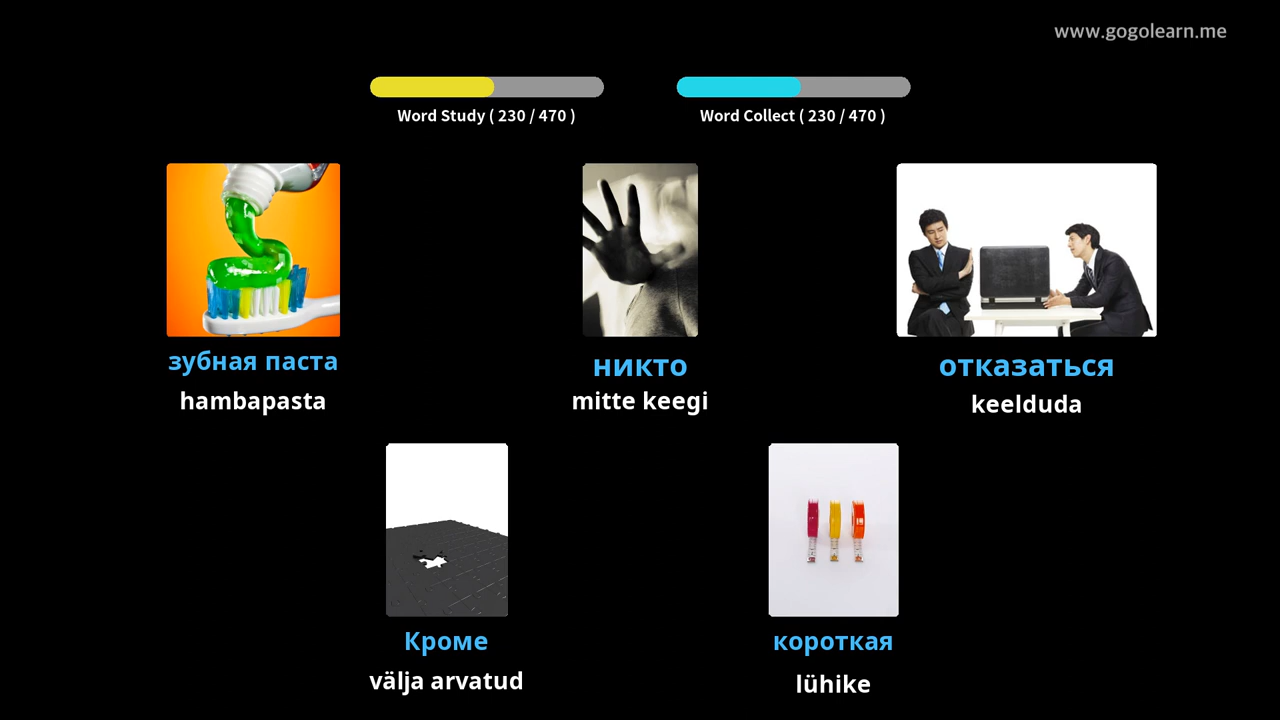 www.gogolearn.me
Word Study ( 230 / 470 )
Word Collect ( 230 / 470 )
зубная паста
hambapasta
никто
mitte keegi
отказаться
keelduda
Кроме
välja arvatud
короткая
lühike